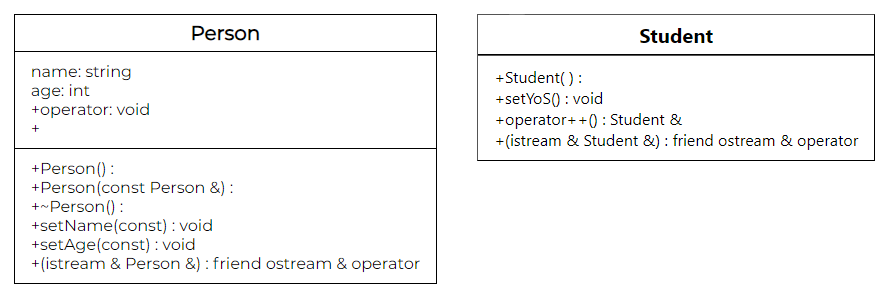 Person
name: string
age: int
+operator: void
+
+Person() :
+Person(const Person &) :
+~Person() :
+setName(const) : void
+setAge(const) : void
+(istream & Person &) : friend ostream & operator
Student
+Student( ) :
+setYoS() : void
+operator++() : Student &
+(istream & Student &) : friend ostream & operator